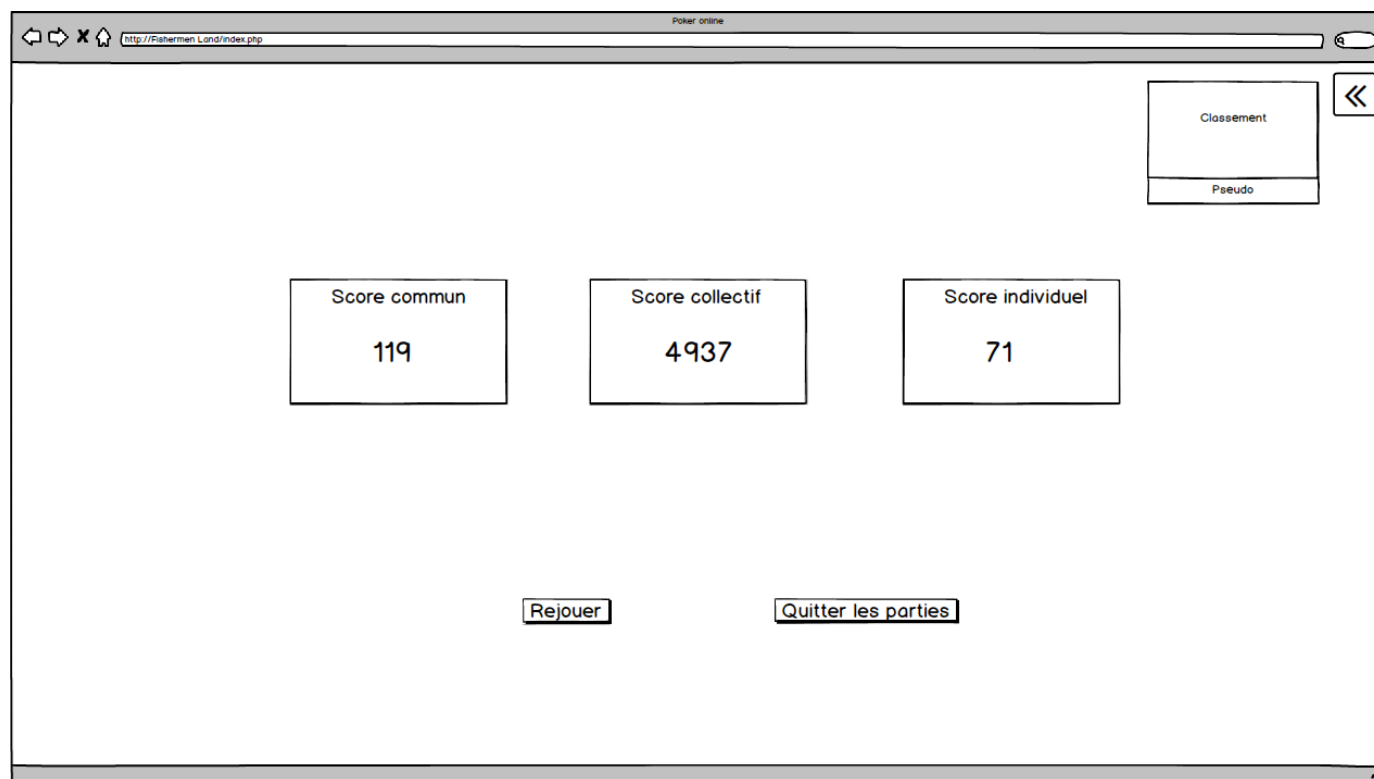 Poker online
http://Fishermen Land/index.php
Classement
Pseudo
Score commun
119
Score collectif
4937
Score individuel
71
Rejouer
Quitter les parties